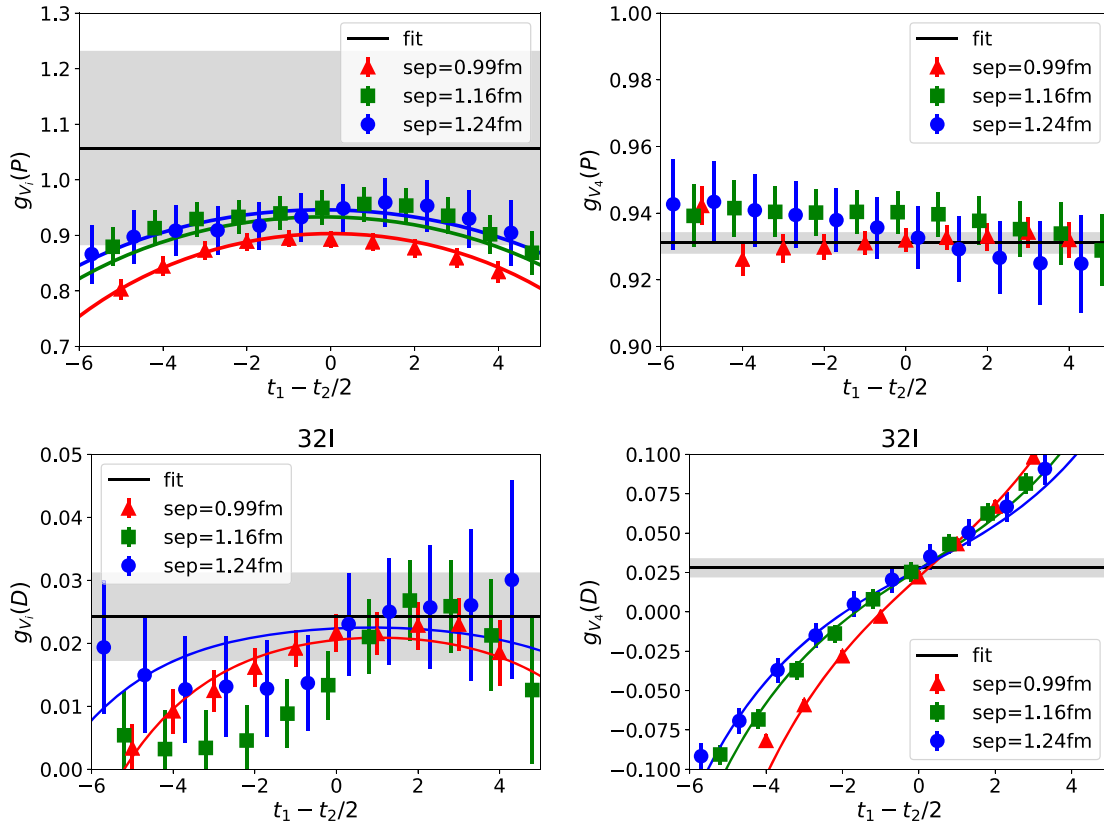 1.3
1.2
1.1
1.0
0.9
0.8
0.7
g_{V_i}(P)
fit
sep=0.99fm
sep=1.16fm
sep=1.24fm
−6 −4 −2 0 2 4
t_1 − t_2/2
1.00
0.98
0.96
0.94
0.92
0.90
g_{V_4}(P)
fit
sep=0.99fm
sep=1.16fm
sep=1.24fm
−6 −4 −2 0 2 4
t_1 − t_2/2
32I
0.05
0.04
0.03
0.02
0.01
0.00
g_{V_i}(D)
fit
sep=0.99fm
sep=1.16fm
sep=1.24fm
−6 −4 −2 0 2 4
t_1 − t_2/2
32I
0.100
0.075
0.050
0.025
0.000
−0.025
−0.050
−0.075
−0.100
g_{V_4}(D)
fit
sep=0.99fm
sep=1.16fm
sep=1.24fm
−6 −4 −2 0 2 4
t_1 − t_2/2